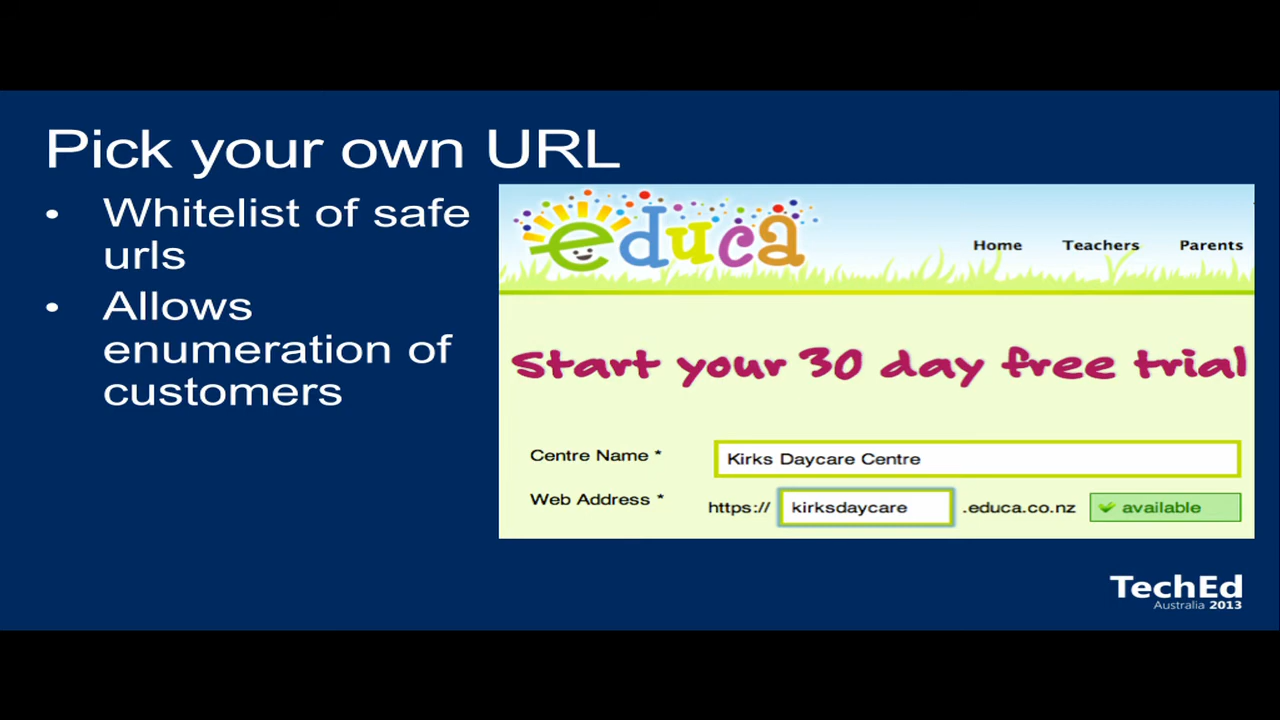 Pick your own URL
• Whitelist of safe
urls
• Allows
enumeration of
customers
educa
Home Teachers Parents
Start your 30 day free trial
Centre Name * Kirks Daycare Centre
Web Address * https:// kirksdaycare .educa.co.nz available
TechEd
Australia 2013